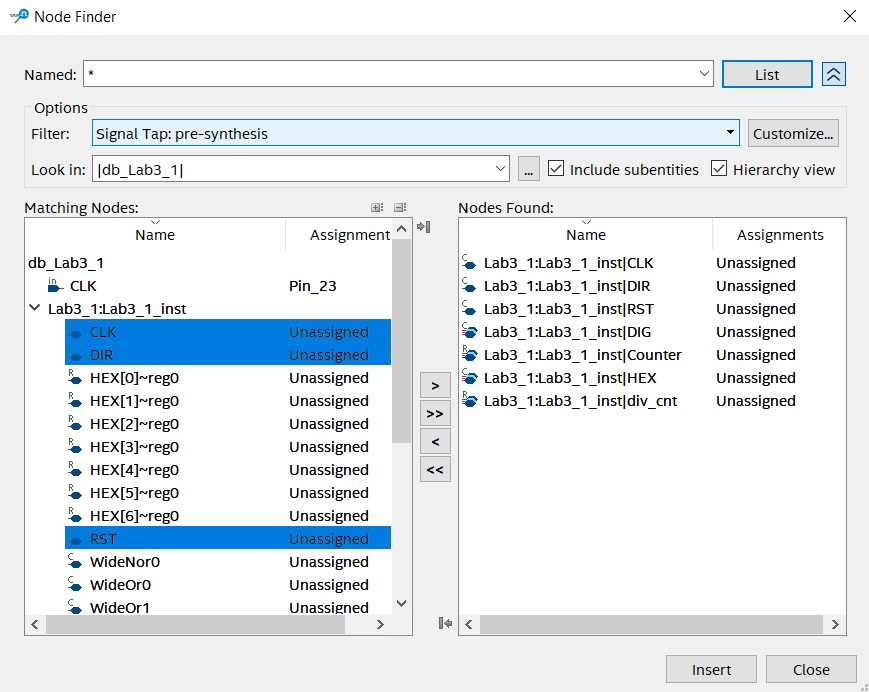 Node Finder
Named: * List
Options
Filter: Signal Tap: pre-synthesis Customize...
Look in: |db_Lab3_1| ... Include subentities Hierarchy view
Matching Nodes: Nodes Found:
Name Assignment Name Assignments
db_Lab3_1 Lab3_1:Lab3_1_inst|CLK Unassigned
in CLK Pin_23 Lab3_1:Lab3_1_inst|DIR Unassigned
Lab3_1:Lab3_1_inst Lab3_1:Lab3_1_inst|RST Unassigned
CLK Unassigned Lab3_1:Lab3_1_inst|DIG Unassigned
DIR Unassigned Lab3_1:Lab3_1_inst|Counter Unassigned
HEX[0]~reg0 Unassigned Lab3_1:Lab3_1_inst|HEX Unassigned
HEX[1]~reg0 Unassigned Lab3_1:Lab3_1_inst|div_cnt Unassigned
HEX[2]~reg0 Unassigned
HEX[3]~reg0 Unassigned
HEX[4]~reg0 Unassigned
HEX[5]~reg0 Unassigned
HEX[6]~reg0 Unassigned
RST Unassigned
WideNor0 Unassigned
WideOr0 Unassigned
WideOr1 Unassigned
>
>>
<
<<
Insert Close